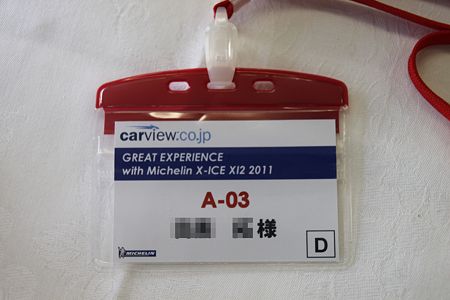 carview.co.jp
GREAT EXPERIENCE
with Michelin X-ICE XI2 2011
A-03
様
D
MICHELIN